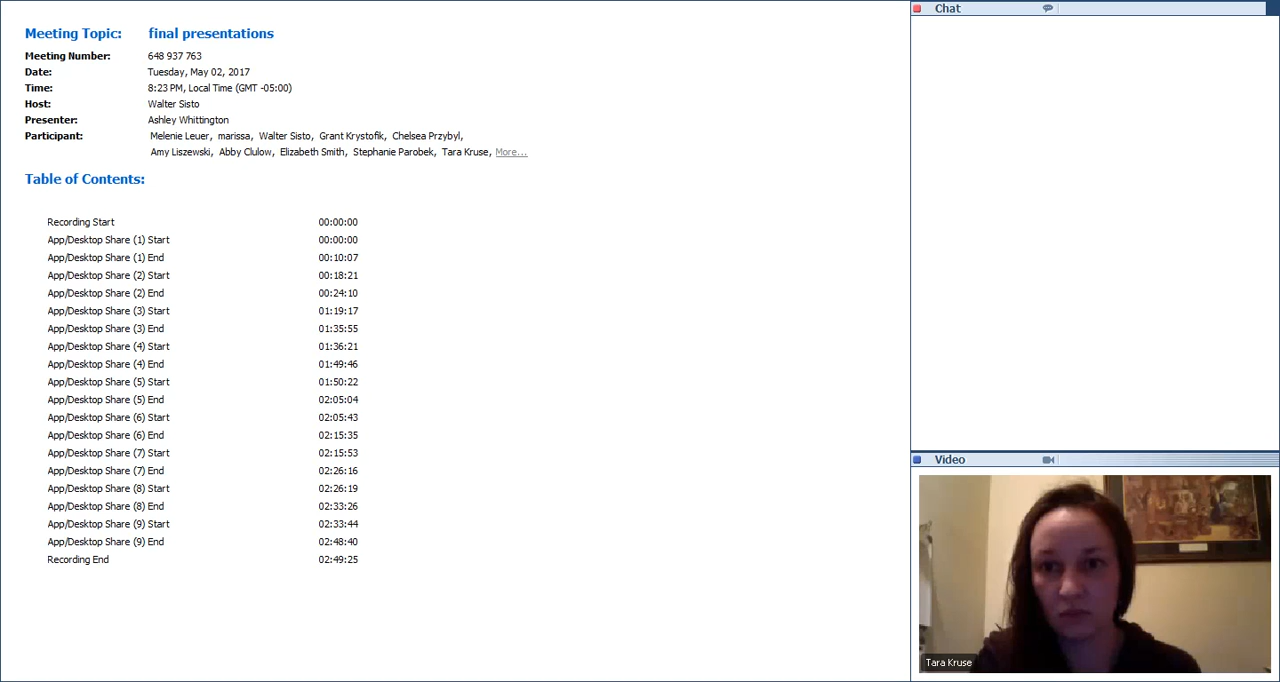 Meeting Topic: final presentations
Meeting Number: 648 937 763
Date: Tuesday, May 02, 2017
Time: 8:23 PM, Local Time (GMT -05:00)
Host: Walter Sisto
Presenter: Ashley Whittington
Participant: Melenie Leuer, marissa, Walter Sisto, Grant Krystofik, Chelsea Przybyl,
Amy Liszewski, Abby Clulow, Elizabeth Smith, Stephanie Parobek, Tara Kruse, More...
Table of Contents:
Recording Start 00:00:00
App/Desktop Share (1) Start 00:00:00
App/Desktop Share (1) End 00:10:07
App/Desktop Share (2) Start 00:18:21
App/Desktop Share (2) End 00:24:10
App/Desktop Share (3) Start 01:19:17
App/Desktop Share (3) End 01:35:55
App/Desktop Share (4) Start 01:36:21
App/Desktop Share (4) End 01:49:46
App/Desktop Share (5) Start 01:50:22
App/Desktop Share (5) End 02:05:04
App/Desktop Share (6) Start 02:05:43
App/Desktop Share (6) End 02:15:35
App/Desktop Share (7) Start 02:15:53
App/Desktop Share (7) End 02:26:16
App/Desktop Share (8) Start 02:26:19
App/Desktop Share (8) End 02:33:26
App/Desktop Share (9) Start 02:33:44
App/Desktop Share (9) End 02:48:40
Recording End 02:49:25
Chat
Video
Tara Kruse